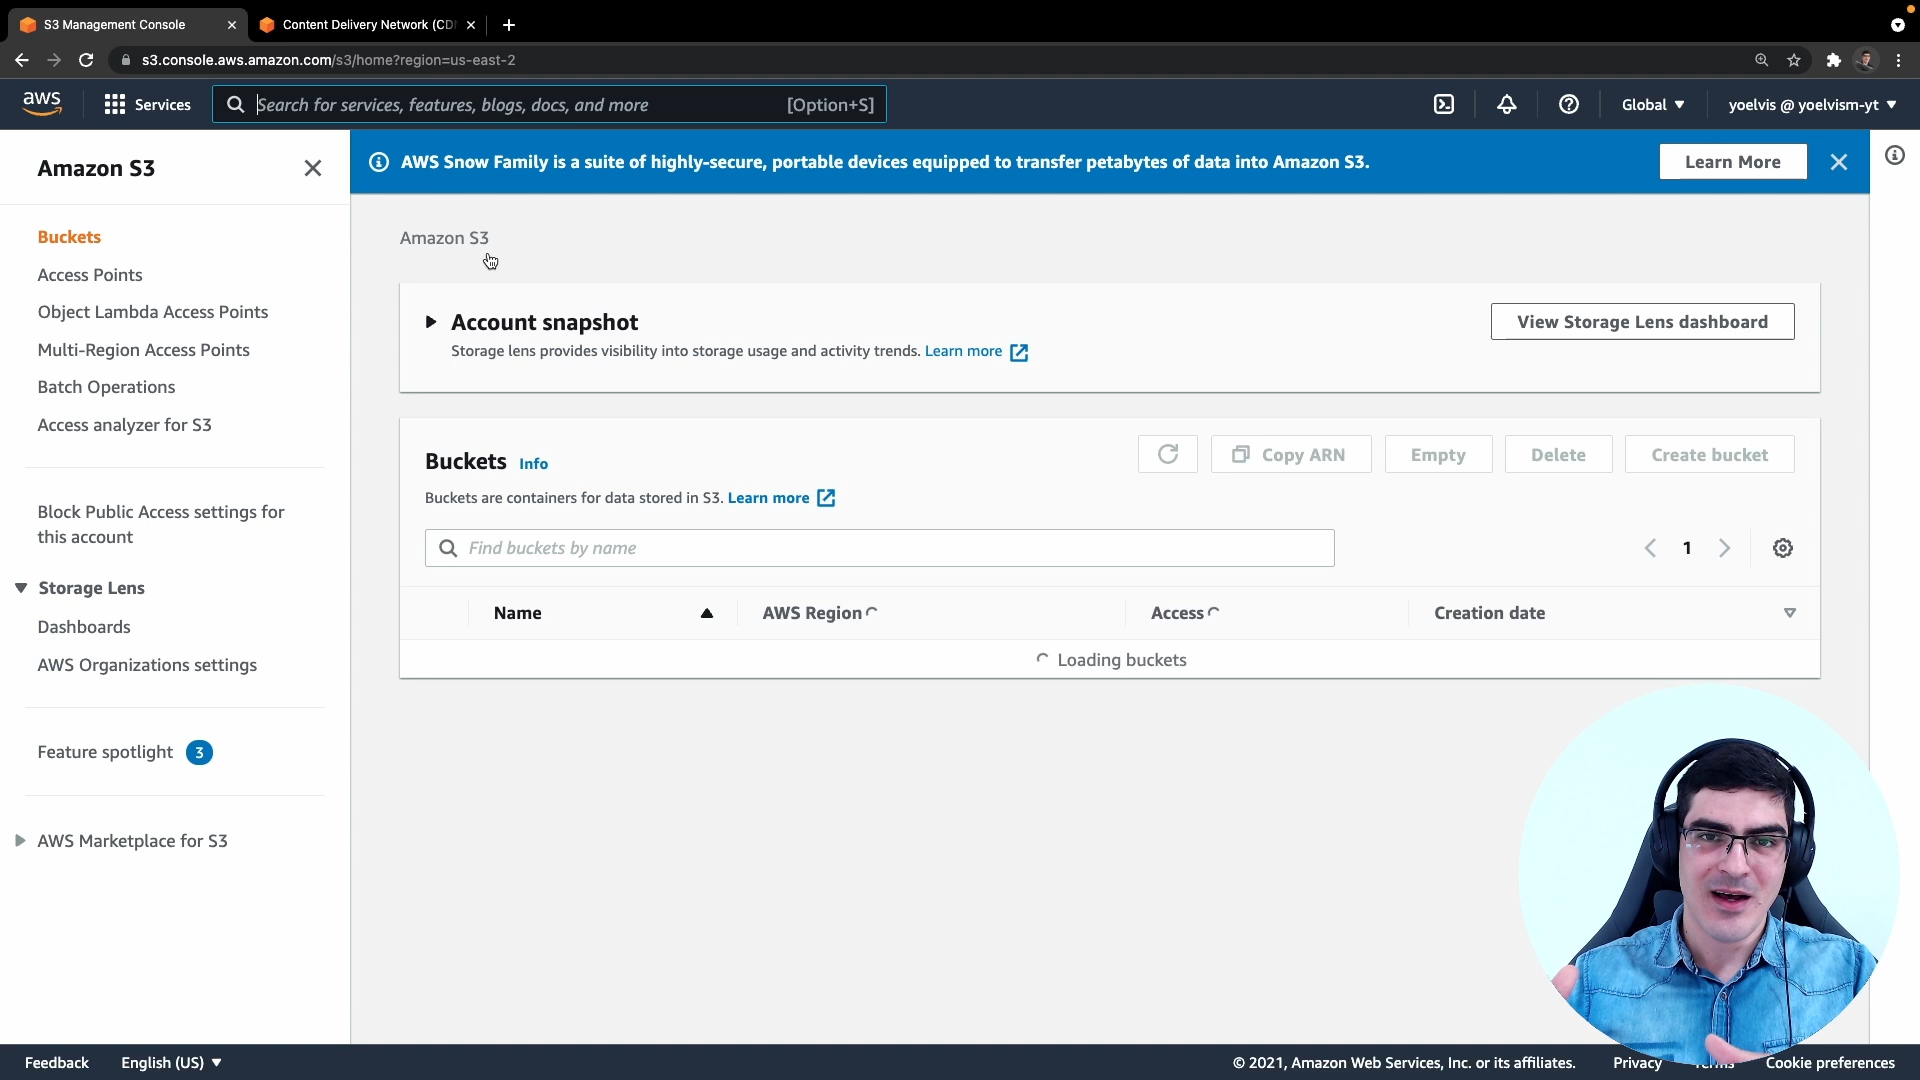 S3 Management Console
Content Delivery Network (CD
s3.console.aws.amazon.com/s3/home?region=us-east-2
aws
Services
Search for services, features, blogs, docs, and more
[Option+S]
Global
yoelvis @ yoelvism-yt
Amazon S3
AWS Snow Family is a suite of highly-secure, portable devices equipped to transfer petabytes of data into Amazon S3.
Learn More
Buckets
Access Points
Object Lambda Access Points
Multi-Region Access Points
Batch Operations
Access analyzer for S3
Block Public Access settings for
this account
Storage Lens
Dashboards
AWS Organizations settings
Feature spotlight 3
AWS Marketplace for S3
Amazon S3
Account snapshot
Storage lens provides visibility into storage usage and activity trends. Learn more
View Storage Lens dashboard
Buckets Info
Copy ARN
Empty
Delete
Create bucket
Buckets are containers for data stored in S3. Learn more
Find buckets by name
1
Name
AWS Region
Access
Creation date
Loading buckets
Feedback
English (US)
© 2021, Amazon Web Services, Inc. or its affiliates.
Privacy
Cookie preferences